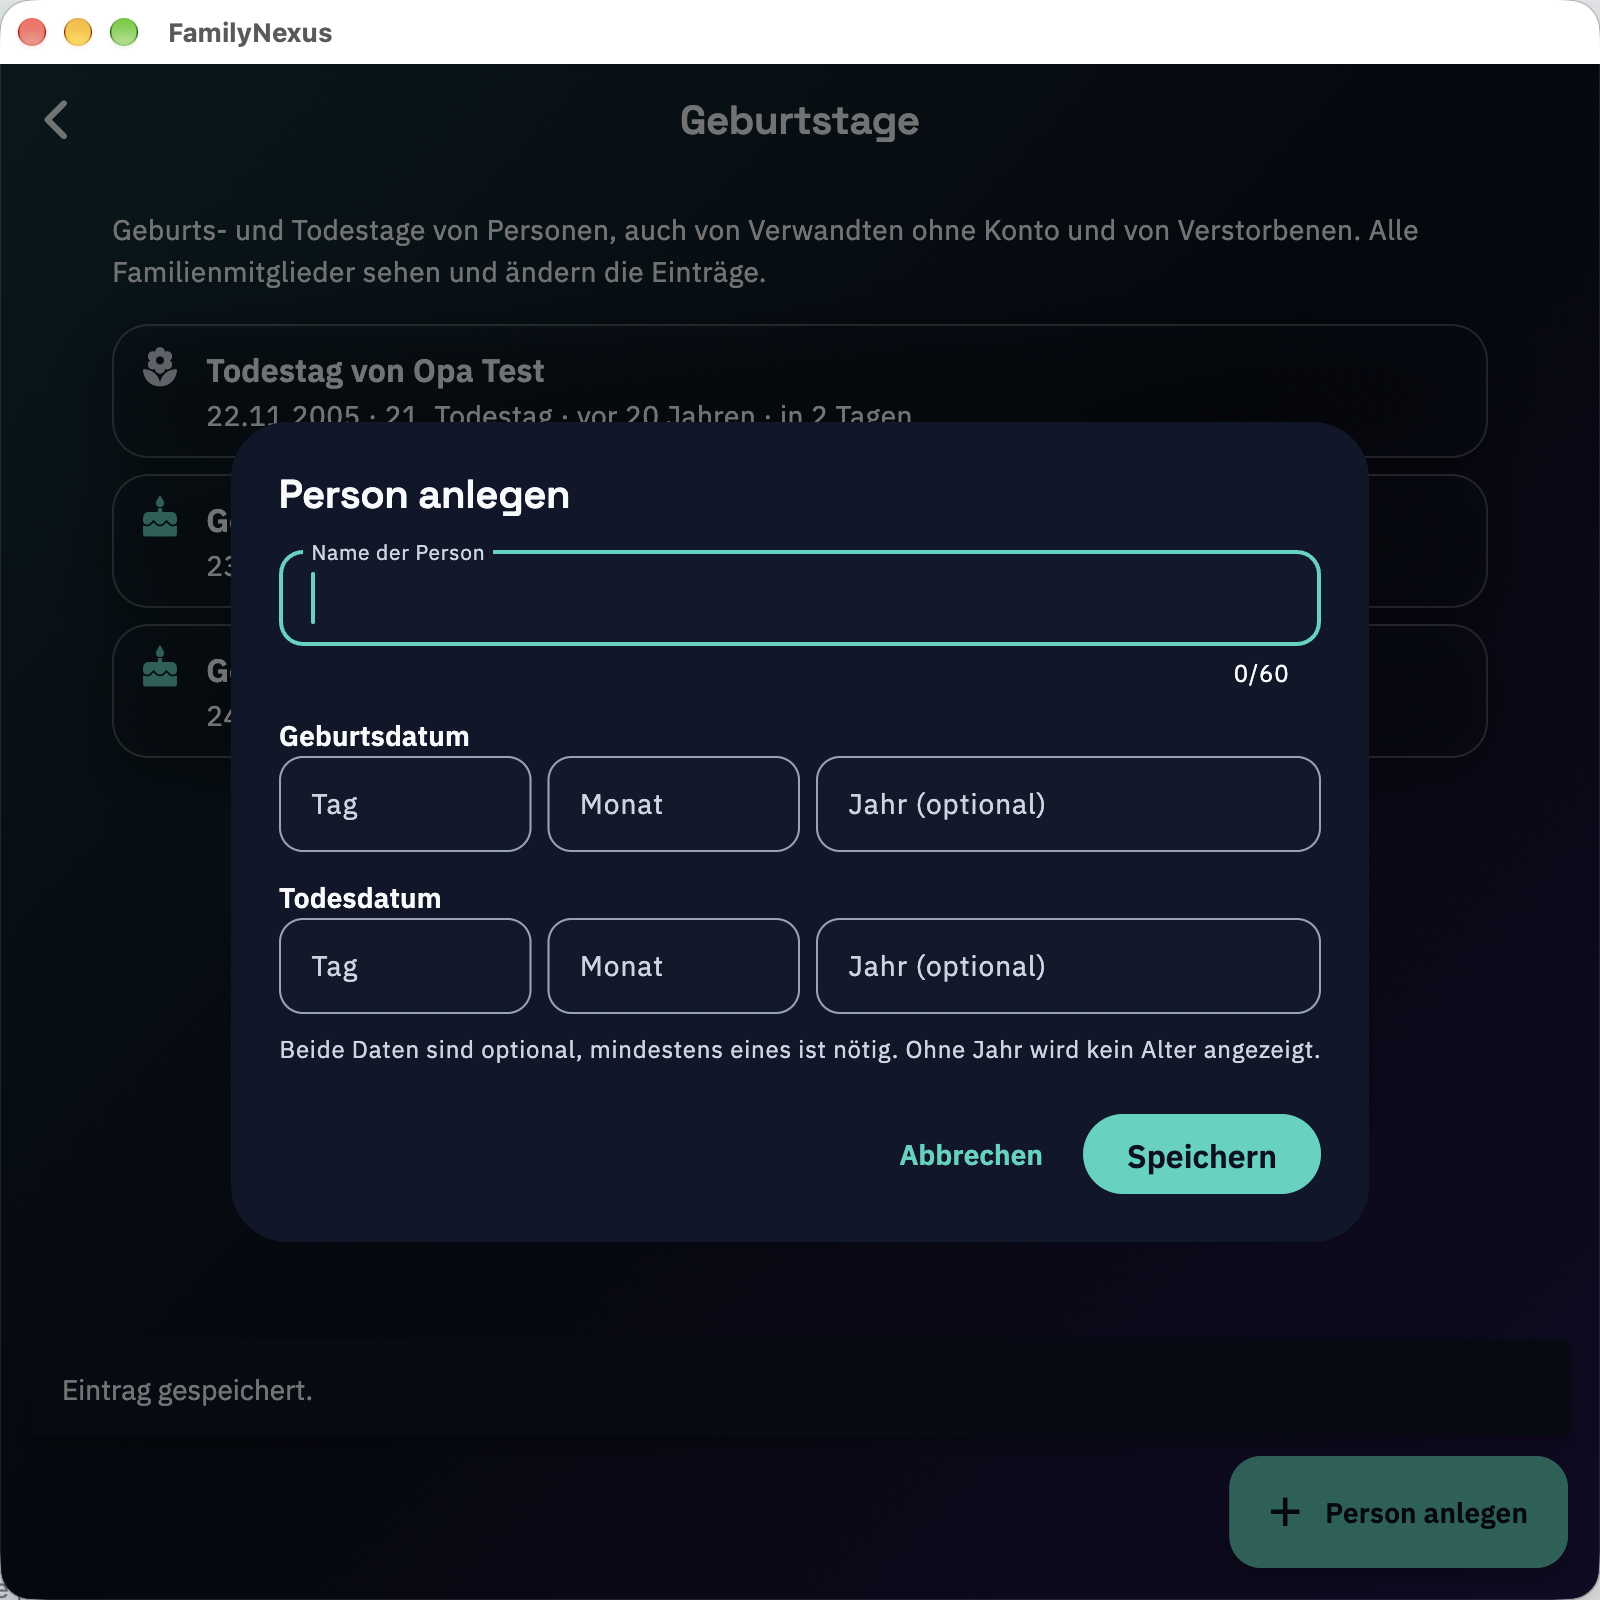 FamilyNexus
Geburtstage
Geburts- und Todestage von Personen, auch von Verwandten ohne Konto und von Verstorbenen. Alle
Familienmitglieder sehen und ändern die Einträge.
Todestag von Opa Test
22.11.2005 · 21. Todestag · vor 20 Jahren · in 2 Tagen
Person anlegen
Name der Person
0/60
Geburtsdatum
Tag Monat Jahr (optional)
Todesdatum
Tag Monat Jahr (optional)
Beide Daten sind optional, mindestens eines ist nötig. Ohne Jahr wird kein Alter angezeigt.
Abbrechen Speichern
Eintrag gespeichert.
Person anlegen